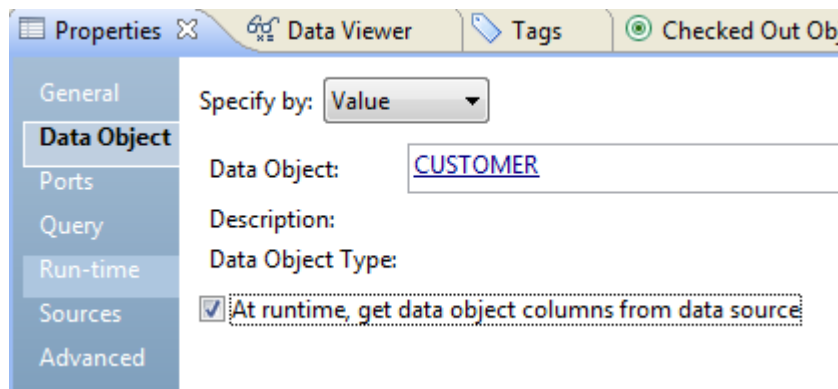 Properties Data Viewer Tags Checked Out Obj
General
Specify by: Value
Data Object
Data Object: CUSTOMER
Ports
Description:
Query
Data Object Type:
Run-time
At runtime, get data object columns from data source
Sources
Advanced